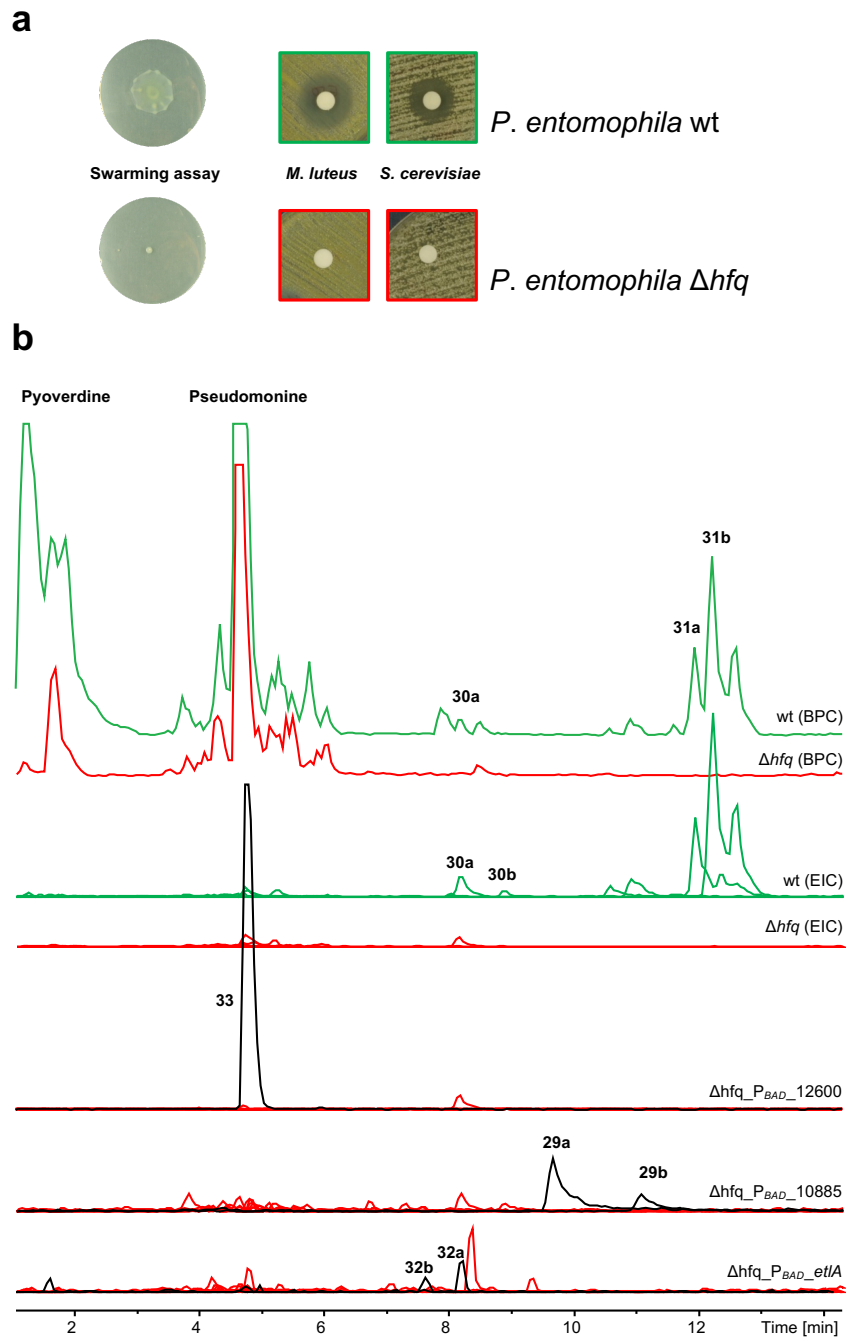 a
P. entomophila wt
Swarming assay M. luteus S. cerevisiae
P. entomophila Δhfq
b
Pyoverdine Pseudomonine
31b
31a
30a
wt (BPC)
Δhfq (BPC)
30a 30b
wt (EIC)
Δhfq (EIC)
33
Δhfq_PBAD_12600
29a
29b
Δhfq_PBAD_10885
32b 32a
Δhfq_PBAD_etlA
2 4 6 8 10 12 Time [min]